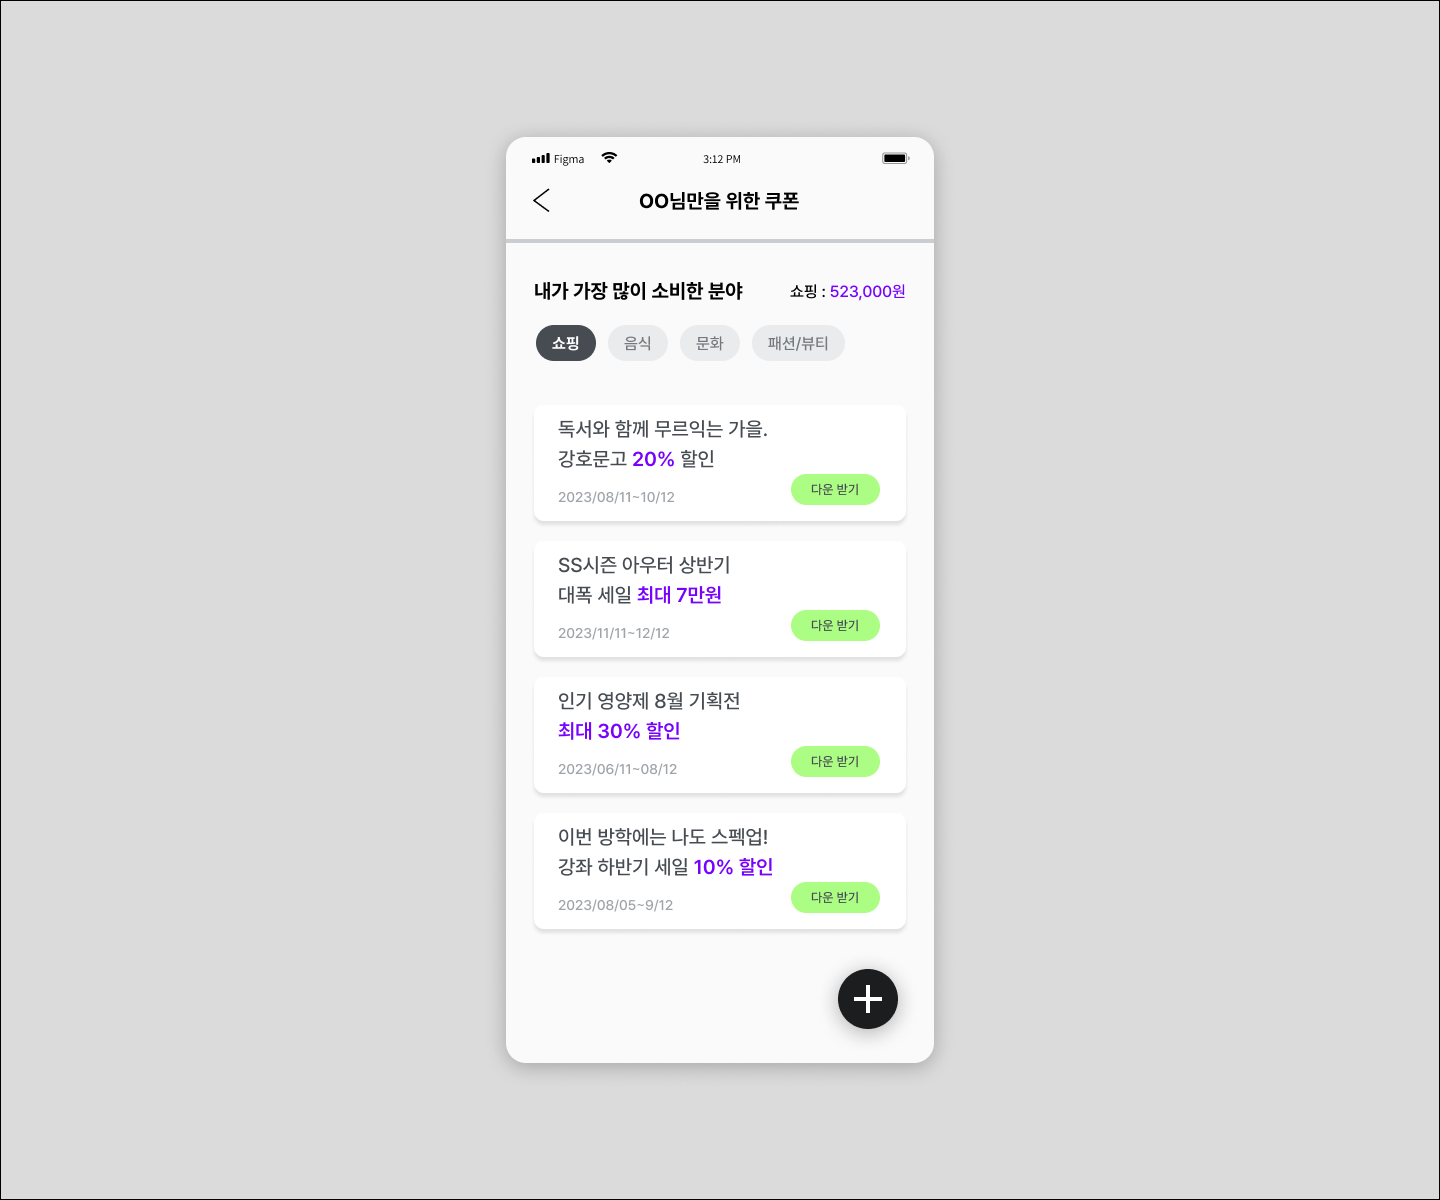 Figma 3:12 PM
OO님만을 위한 쿠폰
내가 가장 많이 소비한 분야 쇼핑 : 523,000원
쇼핑 음식 문화 패션/뷰티
독서와 함께 무르익는 가을.
강호문고 20% 할인
2023/08/11~10/12 다운 받기
SS시즌 아우터 상반기
대폭 세일 최대 7만원
2023/11/11~12/12 다운 받기
인기 영양제 8월 기획전
최대 30% 할인
2023/06/11~08/12 다운 받기
이번 방학에는 나도 스펙업!
강좌 하반기 세일 10% 할인
2023/08/05~9/12 다운 받기